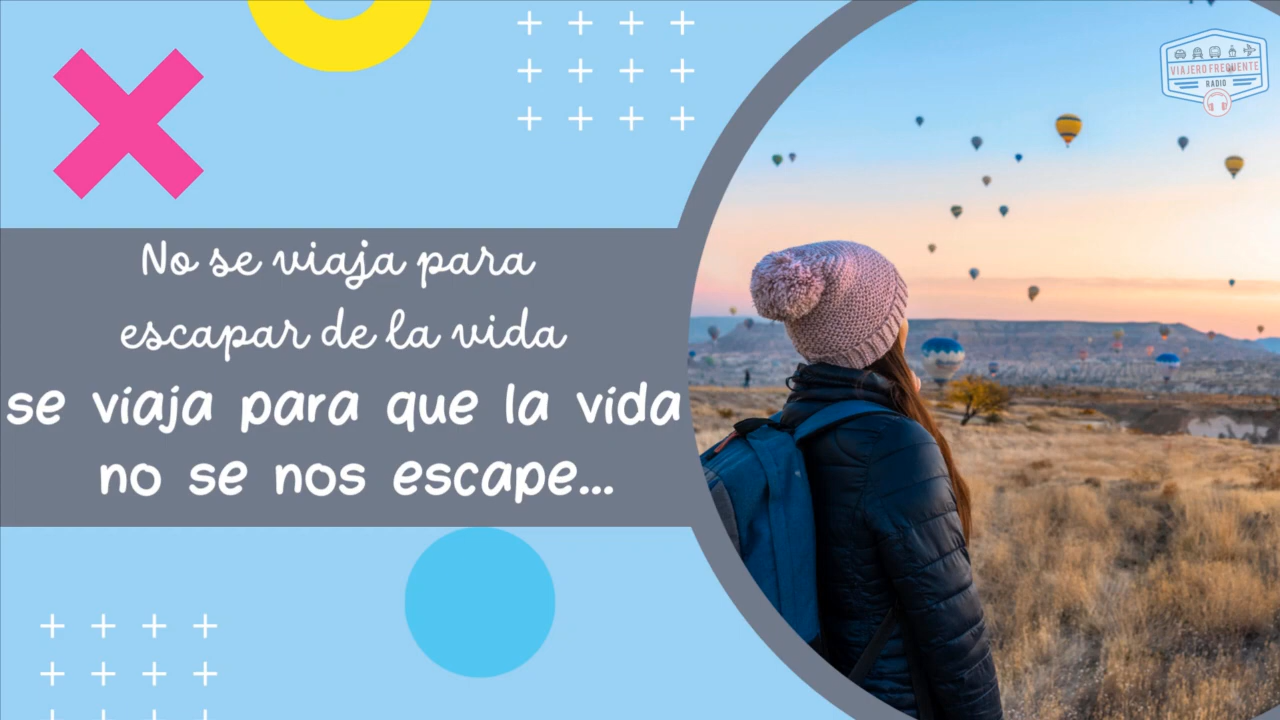 No se viaja para
escapar de la vida
se viaja para que la vida
no se nos escape...
VIAJERO FRECUENTE
RADIO